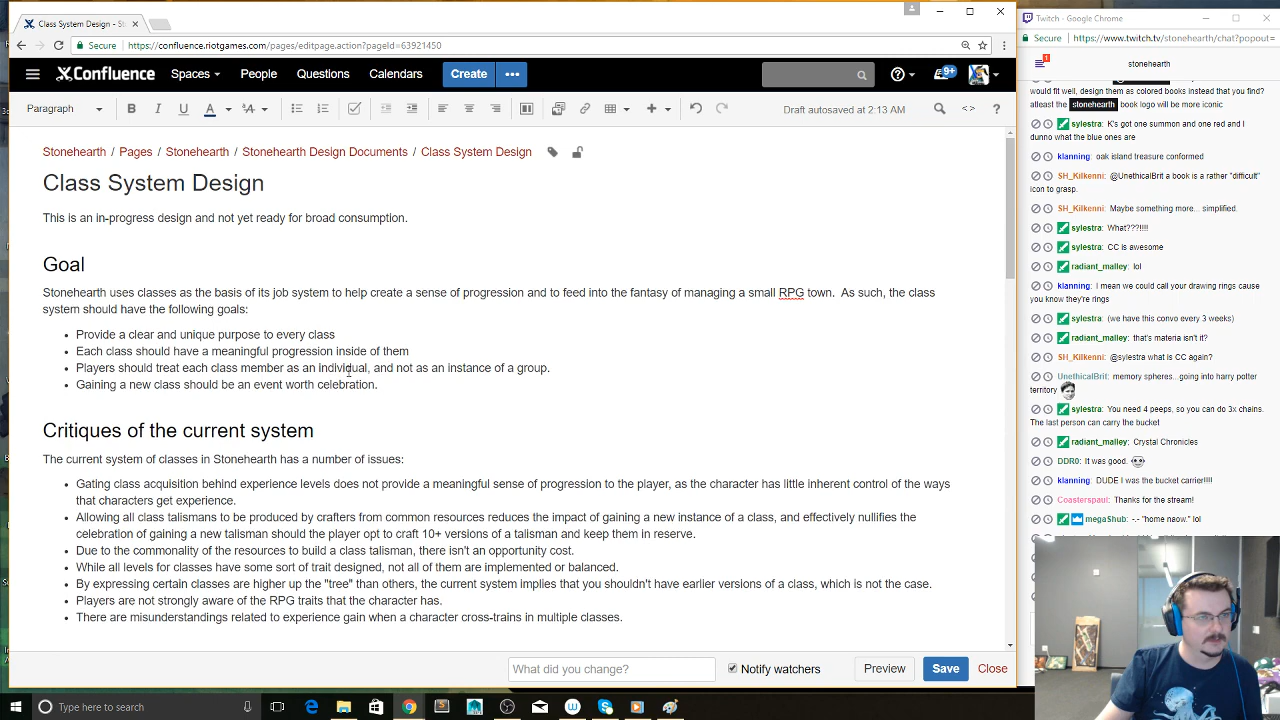 Class System Design - St
Secure
https://confluence.riotgames.com/pages/editpage.action?pageId=63921450
Confluence
Spaces
People
Questions
Calendars
Create
9+
Paragraph
B
I
U
A
Draft autosaved at 2:13 AM
Stonehearth / Pages / Stonehearth / Stonehearth Design Documents / Class System Design
Class System Design
This is an in-progress design and not yet ready for broad consumption.
Goal
Stonehearth uses classes as the basis of its job system to help create a sense of progression and to feed into the fantasy of managing a small RPG town. As such, the class
system should have the following goals:
Provide a clear and unique purpose to every class
Each class should have a meaningful progression inside of them
Players should treat each class member as an individual, and not as an instance of a group.
Gaining a new class should be an event worth celebration.
Critiques of the current system
The current system of classes in Stonehearth has a number of issues:
Gating class acquisition behind experience levels does not provide a meaningful sense of progression to the player, as the character has little inherent control of the ways
that characters get experience.
Allowing all class talismans to be produced by crafters from common resources reduces the impact of gaining a new instance of a class, and effectively nullifies the
celebration of gaining a new talisman should the player opt to craft 10+ versions of a talisman and keep them in reserve.
Due to the commonality of the resources to build a class talisman, there isn't an opportunity cost.
While all levels for classes have some sort of trait designed, not all of them are implemented or balanced.
By expressing certain classes are higher up the "tree" than others, the current system implies that you shouldn't have earlier versions of a class, which is not the case.
Players are not strongly aware of the RPG traits that the character has.
There are misunderstandings related to experience gain when a character cross-trains in multiple classes.
What did you change?
Notify watchers
Preview
Save
Close
Type here to search
Twitch - Google Chrome
Secure
https://www.twitch.tv/stonehearth/chat?popout=
stonehearth
would fit well, design them as colored books instead that you find?
atleast the stonehearth book logo will be more iconic
sylestra: K's got one summon and one red and I
dunno what the blue ones are
klanning: oak island treasure conformed
SH_Kilkenni: @UnethicalBrit a book is a rather "difficult"
icon to grasp.
SH_Kilkenni: Maybe something more... simplified.
sylestra: What???!!!!
sylestra: CC is awesome
radiant_malley: lol
klanning: I mean we could call your drawing rings cause
you know they're rings
sylestra: (we have this convo every 3 weeks)
radiant_malley: that's materia isn't it?
SH_Kilkenni: @sylestra what is CC again?
UnethicalBrit: memory spheres...going into harry potter
territory
sylestra: You need 4 peeps, so you can do 3x chains.
The last person can carry the bucket
radiant_malley: Crystal Chronicles
DDR0: It was good.
klanning: DUDE I was the bucket carrier!!!!
Coasterspaul: Thanks for the stream!
megaShub: -.- "home naow." lol